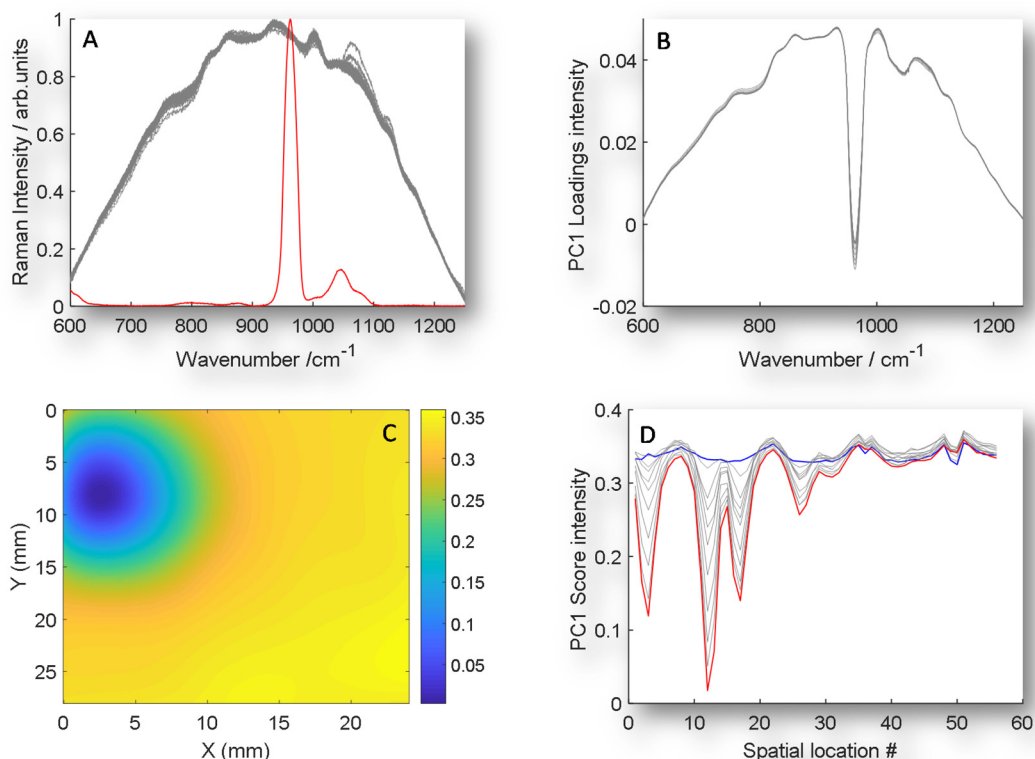 A
Raman Intensity / arb.units
1
0.8
0.6
0.4
0.2
0
600 700 800 900 1000 1100 1200
Wavenumber /cm⁻¹
B
PC1 Loadings intensity
0.04
0.02
0
-0.02
600 800 1000 1200
Wavenumber / cm⁻¹
C
Y (mm)
0
5
10
15
20
25
0 5 10 15 20
X (mm)
0.35
0.30
0.25
0.20
0.15
0.10
0.05
D
PC1 Score intensity
0.4
0.3
0.2
0.1
0
0 10 20 30 40 50 60
Spatial location #